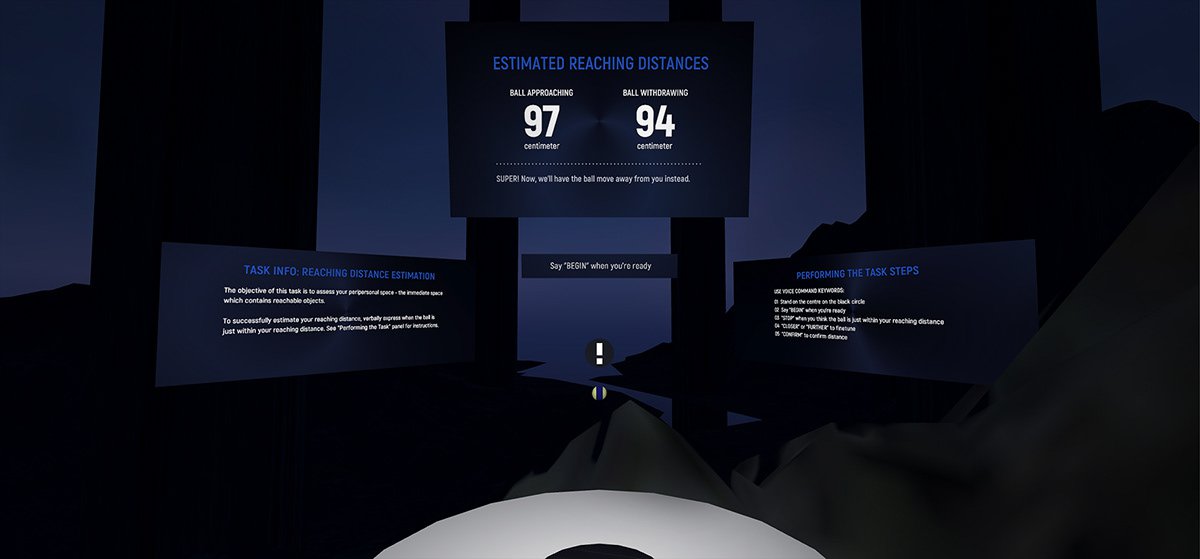 ESTIMATED REACHING DISTANCES
BALL APPROACHING
97
centimeter
BALL WITHDRAWING
94
centimeter
SUPER! Now, we'll have the ball move away from you instead.
Say "BEGIN" when you're ready
TASK INFO: REACHING DISTANCE ESTIMATION
The objective of this task is to assess your peripersonal space - the immediate space
which contains reachable objects.
To successfully estimate your reaching distance, verbally express when the ball is
just within your reaching distance. See "Performing the Task" panel for instructions.
PERFORMING THE TASK STEPS
USE VOICE COMMAND KEYWORDS:
01 Stand on the centre on the black circle
02 Say "BEGIN" when you're ready
03 "STOP" when you think the ball is just within your reaching distance
04 "CLOSER" or "FURTHER" to finetune
05 "CONFIRM" to confirm distance
!